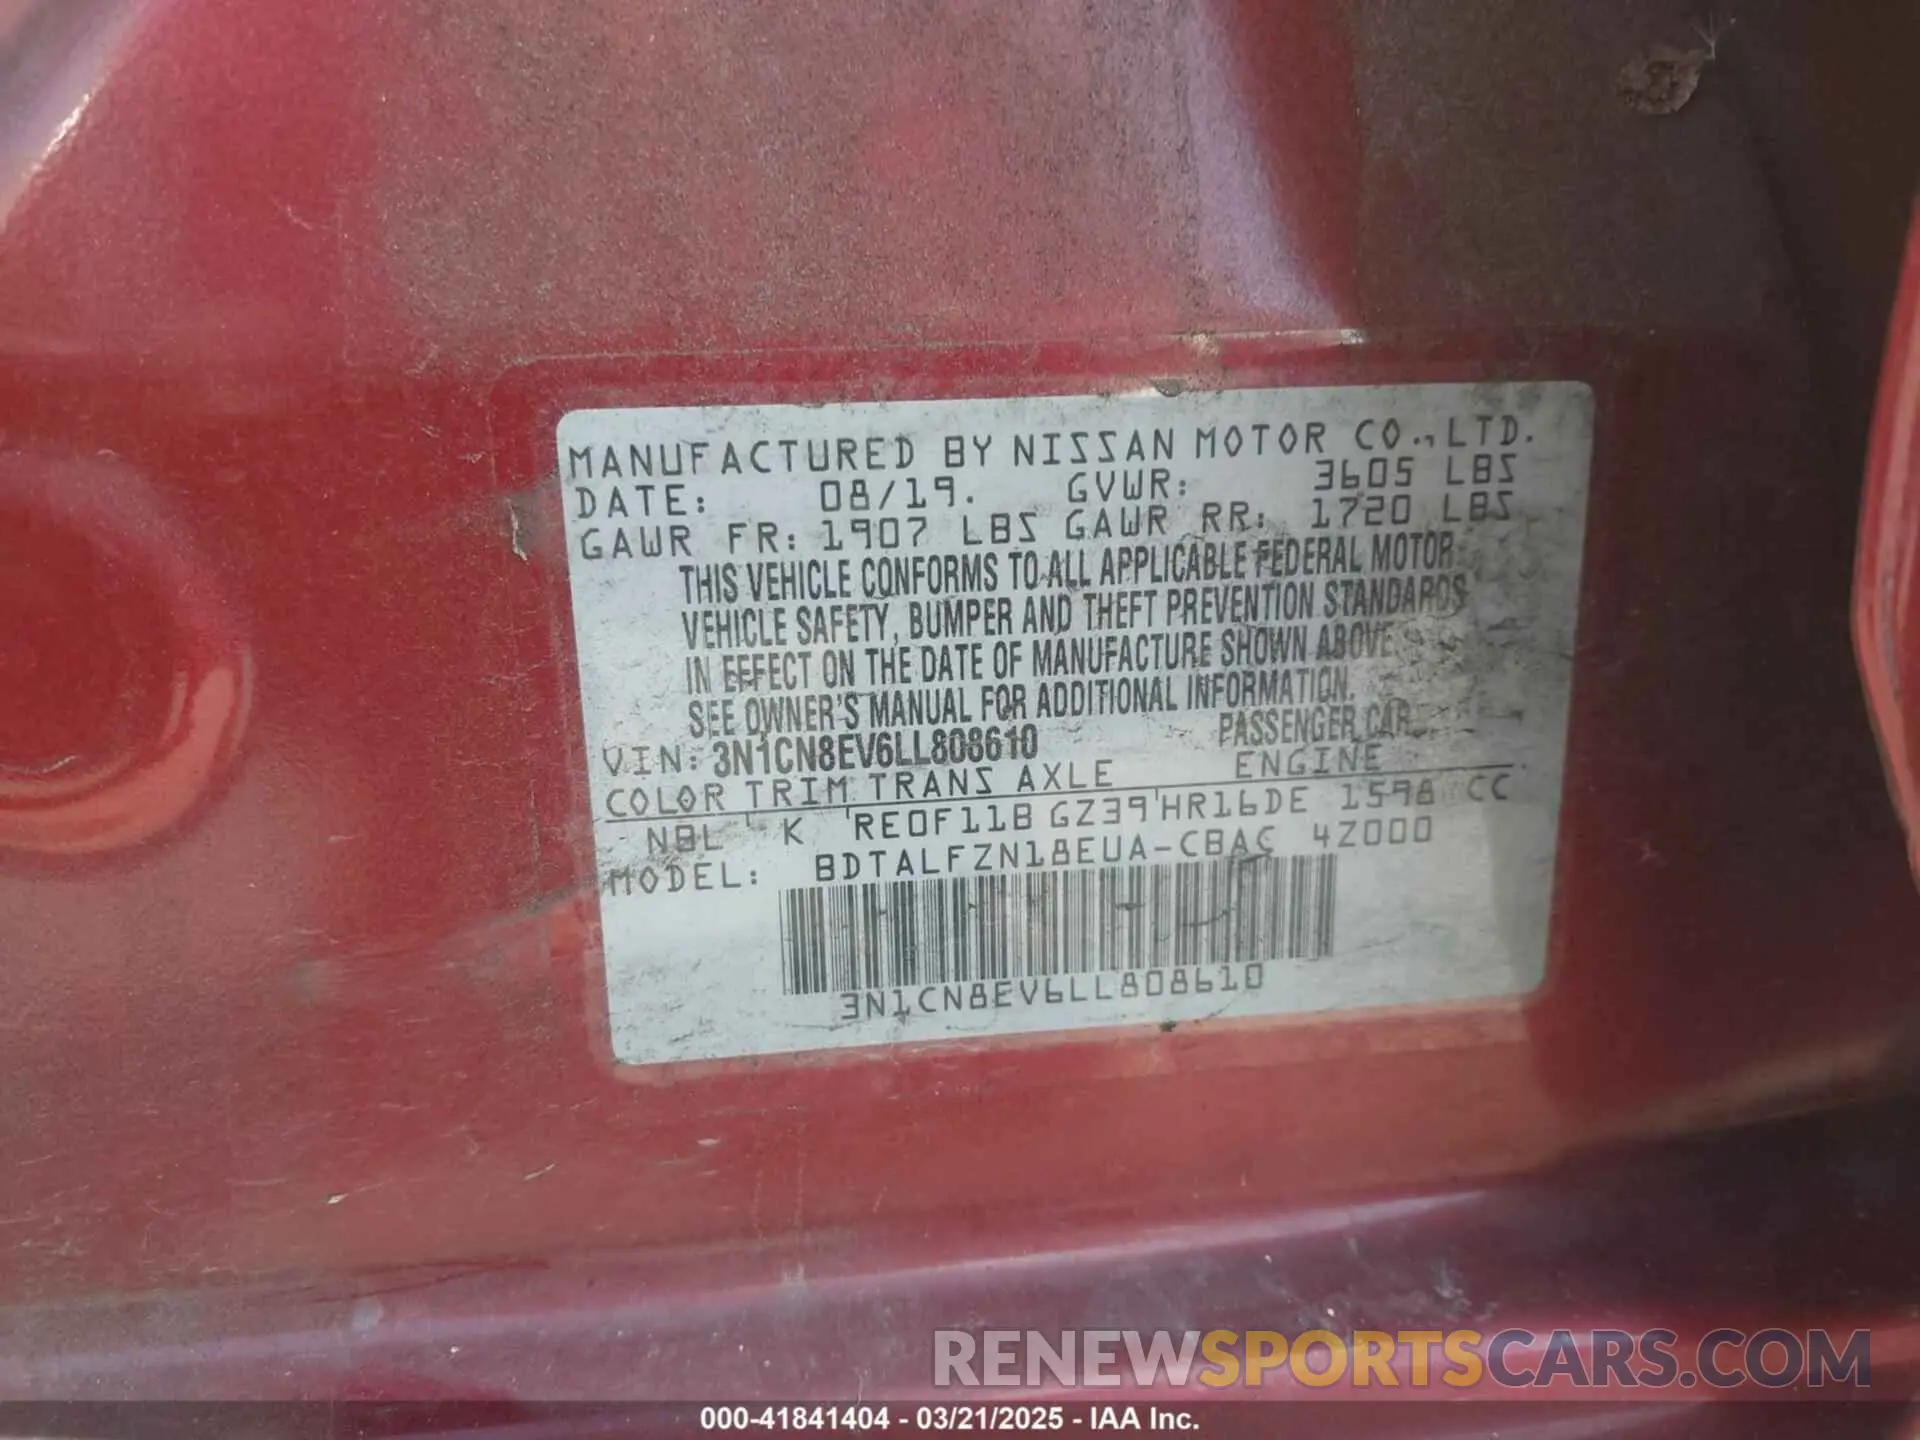 MANUFACTURED BY NISSAN MOTOR CO., LTD.
DATE: 08/19. GVWR: 3605 LBS
GAWR FR: 1907 LBS GAWR RR: 1720 LBS
THIS VEHICLE CONFORMS TO ALL APPLICABLE FEDERAL MOTOR
VEHICLE SAFETY, BUMPER AND THEFT PREVENTION STANDARDS
IN EFFECT ON THE DATE OF MANUFACTURE SHOWN ABOVE.
SEE OWNER'S MANUAL FOR ADDITIONAL INFORMATION.
VIN: 3N1CN8EV6LL808610 PASSENGER CAR
COLOR TRIM TRANS AXLE ENGINE
NBL K RE0F11B GZ39 HR16DE 1598 CC
MODEL: BDTALFZN18EUA-CBAC 4Z000
3N1CN8EV6LL808610
RENEWSPORTSCARS.COM
000-41841404 - 03/21/2025 - IAA Inc.